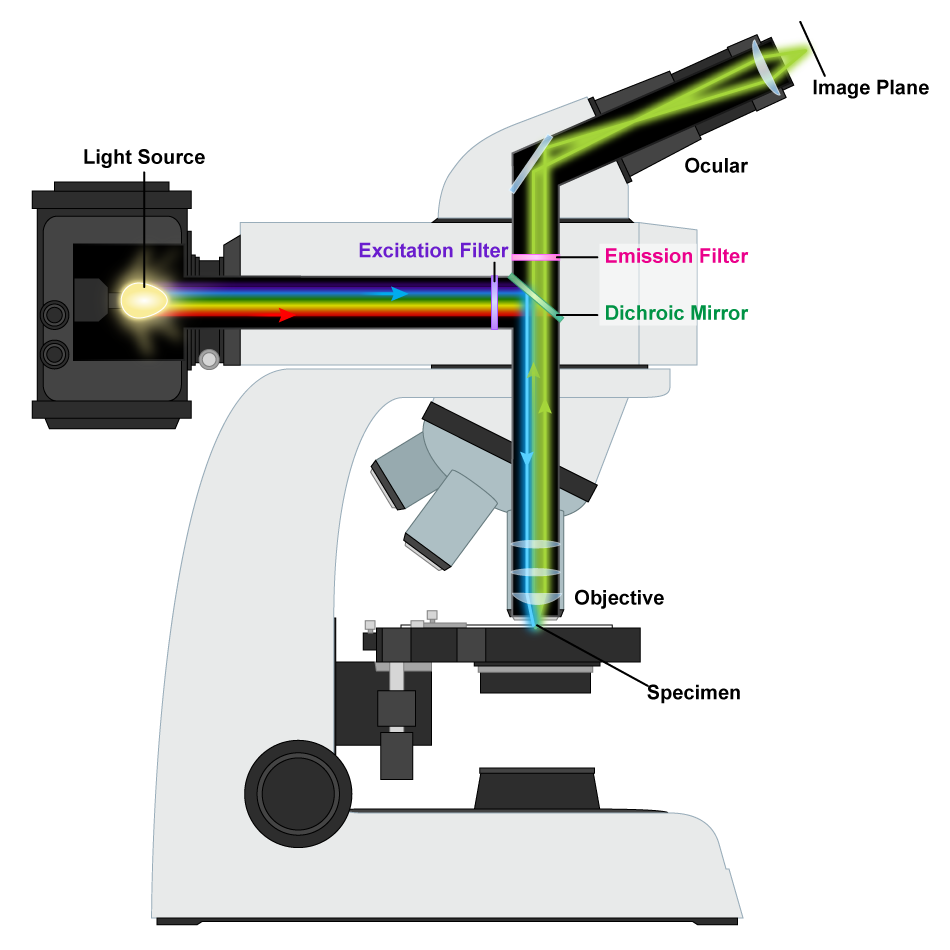 Image Plane
Light Source
Ocular
Excitation Filter
Emission Filter
Dichroic Mirror
Objective
Specimen